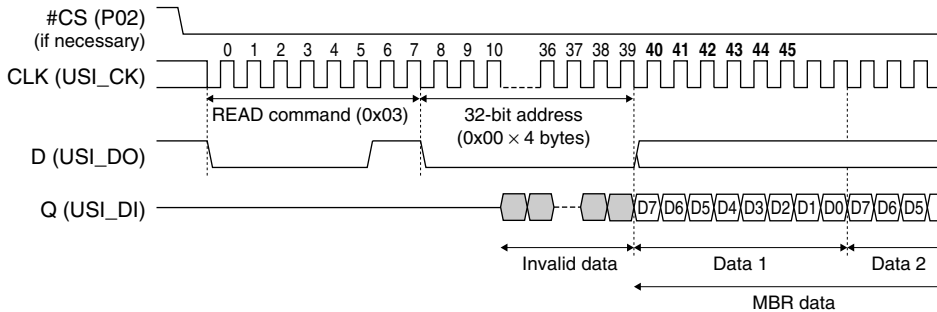 #CS (P02)
(if necessary)
0 1 2 3 4 5 6 7 8 9 10 36 37 38 39 40 41 42 43 44 45
CLK (USI_CK)
READ command (0x03)
32-bit address
(0x00 × 4 bytes)
D (USI_DO)
Q (USI_DI)
D7 D6 D5 D4 D3 D2 D1 D0 D7 D6 D5
Invalid data
Data 1
Data 2
MBR data